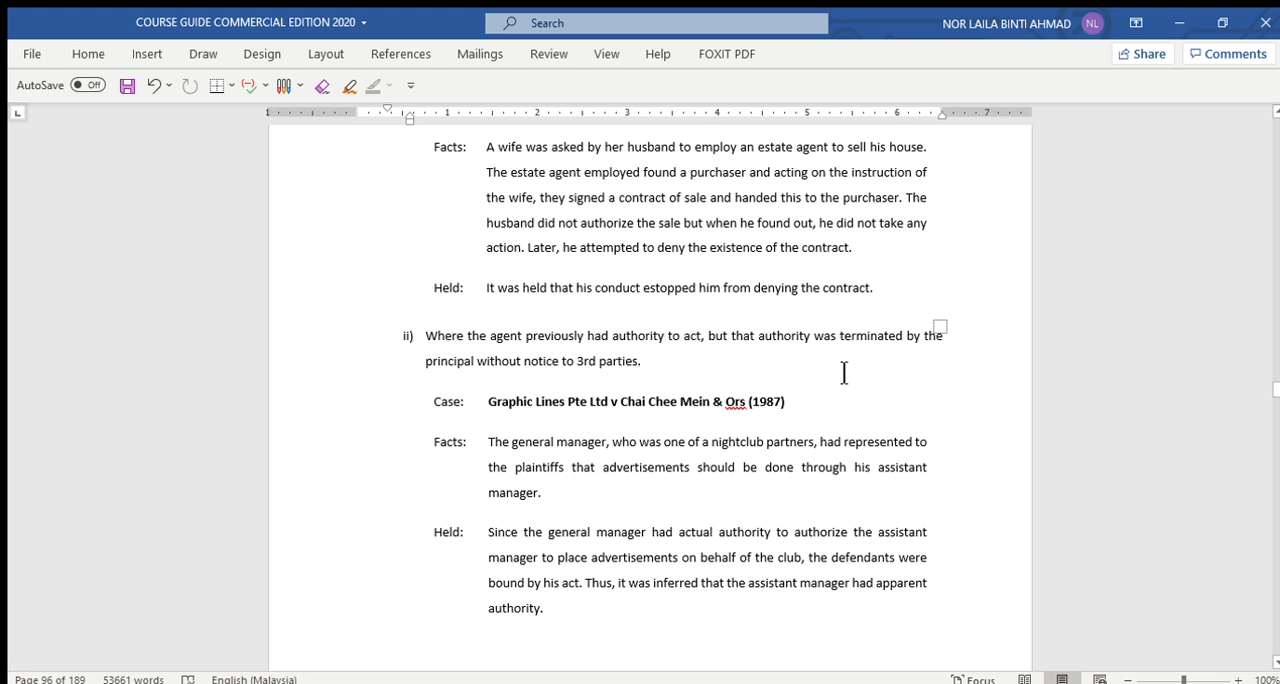 COURSE GUIDE COMMERCIAL EDITION 2020
Search
NOR LAILA BINTI AHMAD NL
File Home Insert Draw Design Layout References Mailings Review View Help FOXIT PDF Share Comments
AutoSave Off
1 1 2 3 4 5 6 7
Facts: A wife was asked by her husband to employ an estate agent to sell his house.
The estate agent employed found a purchaser and acting on the instruction of
the wife, they signed a contract of sale and handed this to the purchaser. The
husband did not authorize the sale but when he found out, he did not take any
action. Later, he attempted to deny the existence of the contract.
Held: It was held that his conduct estopped him from denying the contract.
ii) Where the agent previously had authority to act, but that authority was terminated by the
principal without notice to 3rd parties.
Case: Graphic Lines Pte Ltd v Chai Chee Mein & Ors (1987)
Facts: The general manager, who was one of a nightclub partners, had represented to
the plaintiffs that advertisements should be done through his assistant
manager.
Held: Since the general manager had actual authority to authorize the assistant
manager to place advertisements on behalf of the club, the defendants were
bound by his act. Thus, it was inferred that the assistant manager had apparent
authority.
Page 96 of 189 53661 words English (Malaysia) Focus 100%